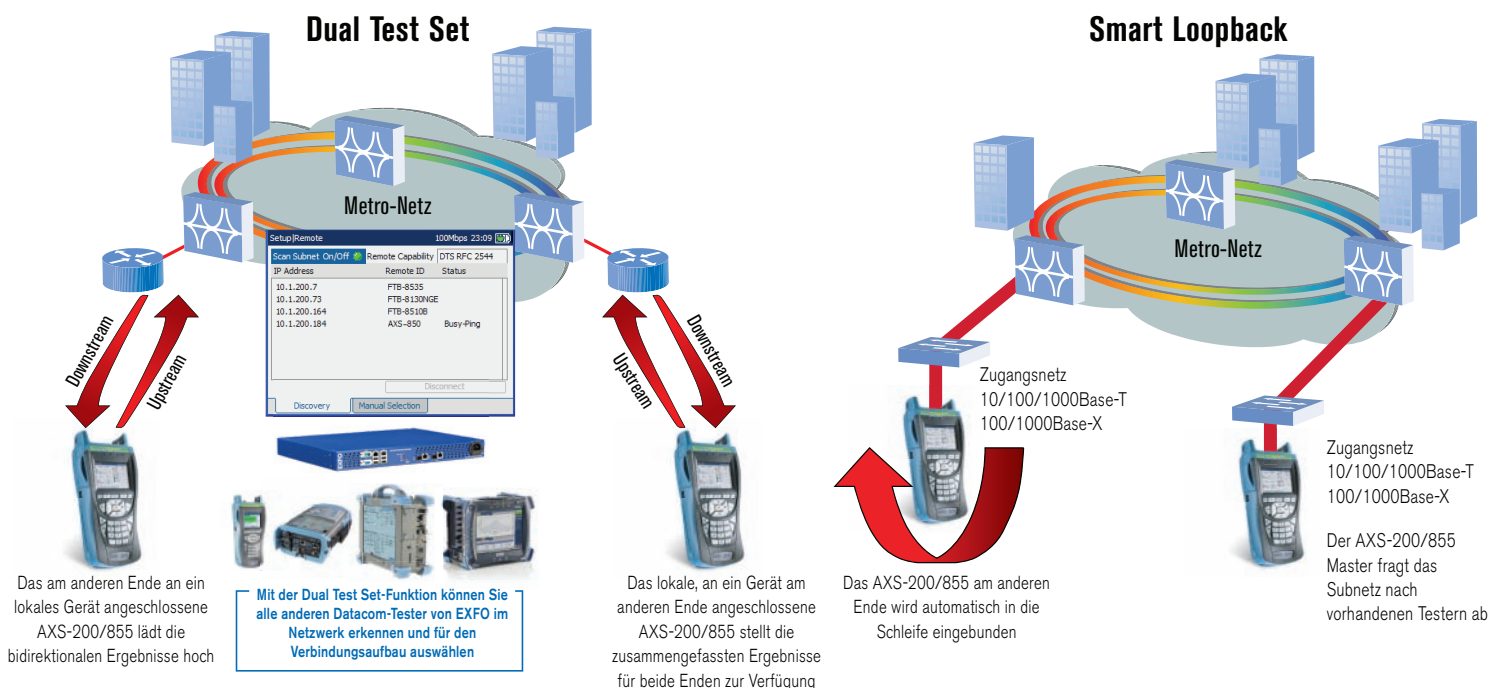 Dual Test Set
Metro-Netz
Setup|Remote 100Mbps 23:09
Scan Subnet On/Off Remote Capability DTS RFC 2544
IP Address Remote ID Status
10.1.200.7 FTB-8535
10.1.200.73 FTB-8130NGE
10.1.200.164 FTB-8510B
10.1.200.184 AXS-850 Busy-Ping
Disconnect
Discovery Manual Selection
Downstream
Upstream
Upstream
Downstream
EXFO
Das am anderen Ende an ein
lokales Gerät angeschlossene
AXS-200/855 lädt die
bidirektionalen Ergebnisse hoch
Mit der Dual Test Set-Funktion können Sie
alle anderen Datacom-Tester von EXFO im
Netzwerk erkennen und für den
Verbindungsaufbau auswählen
Das lokale, an ein Gerät am
anderen Ende angeschlossene
AXS-200/855 stellt die
zusammengefassten Ergebnisse
für beide Enden zur Verfügung
Smart Loopback
Metro-Netz
Zugangsnetz
10/100/1000Base-T
100/1000Base-X
Das AXS-200/855 am anderen
Ende wird automatisch in die
Schleife eingebunden
Zugangsnetz
10/100/1000Base-T
100/1000Base-X
Der AXS-200/855
Master fragt das
Subnetz nach
vorhandenen Testern ab